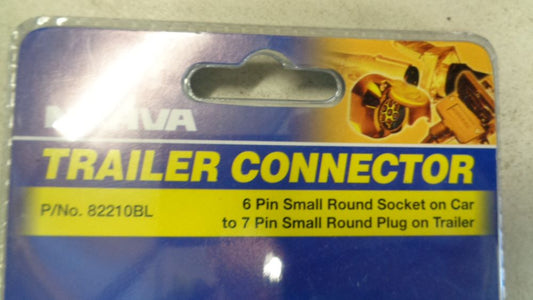 NARVA
TRAILER CONNECTOR
P/No. 82210BL
6 Pin Small Round Socket on Car
to 7 Pin Small Round Plug on Trailer